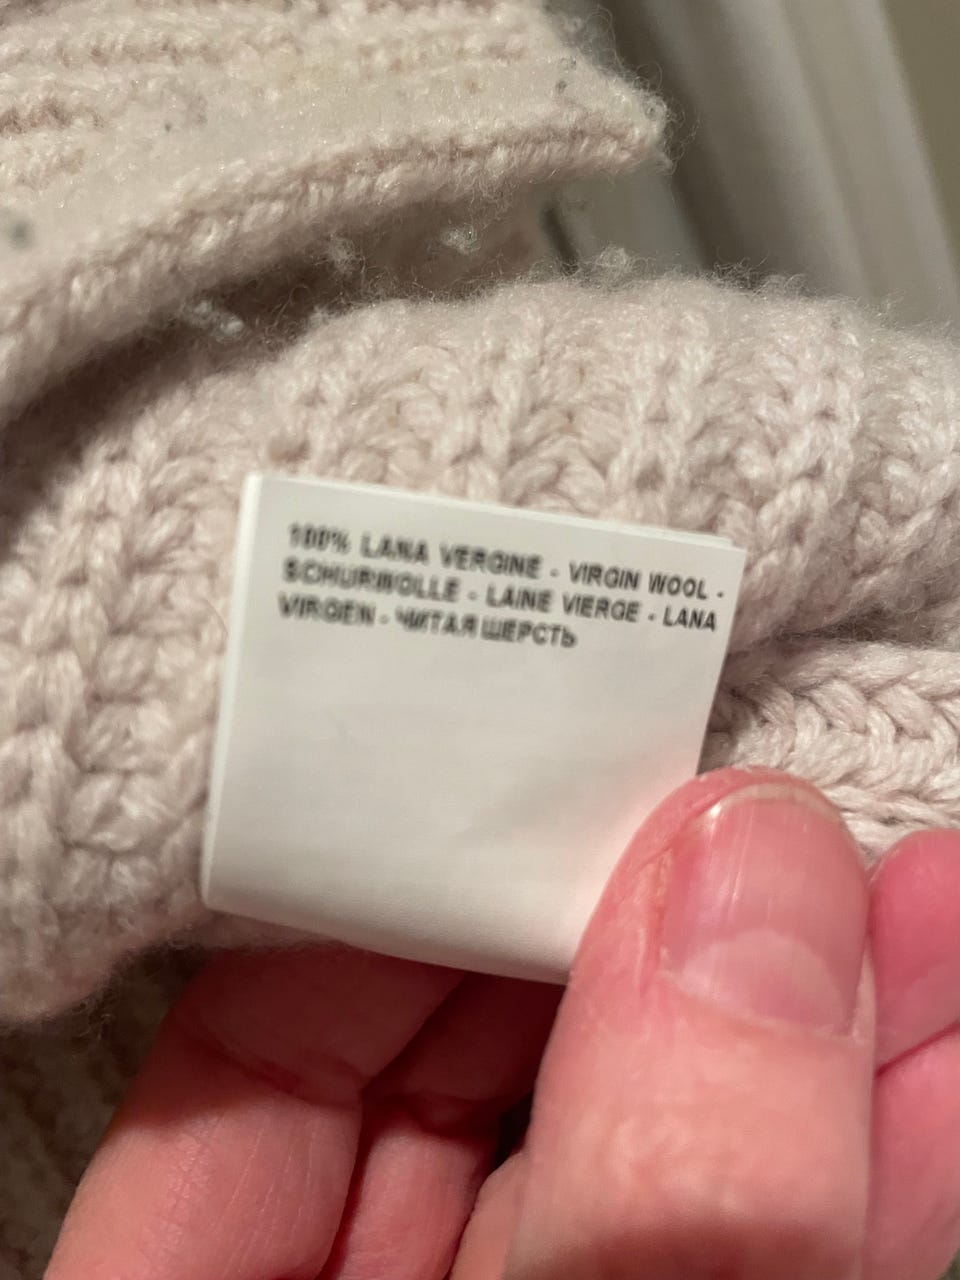 100% LANA VERGINE - VIRGIN WOOL -
SCHURWOLLE - LAINE VIERGE - LANA
VIRGEN - ЧИТАЯ ШЕРСТЬ